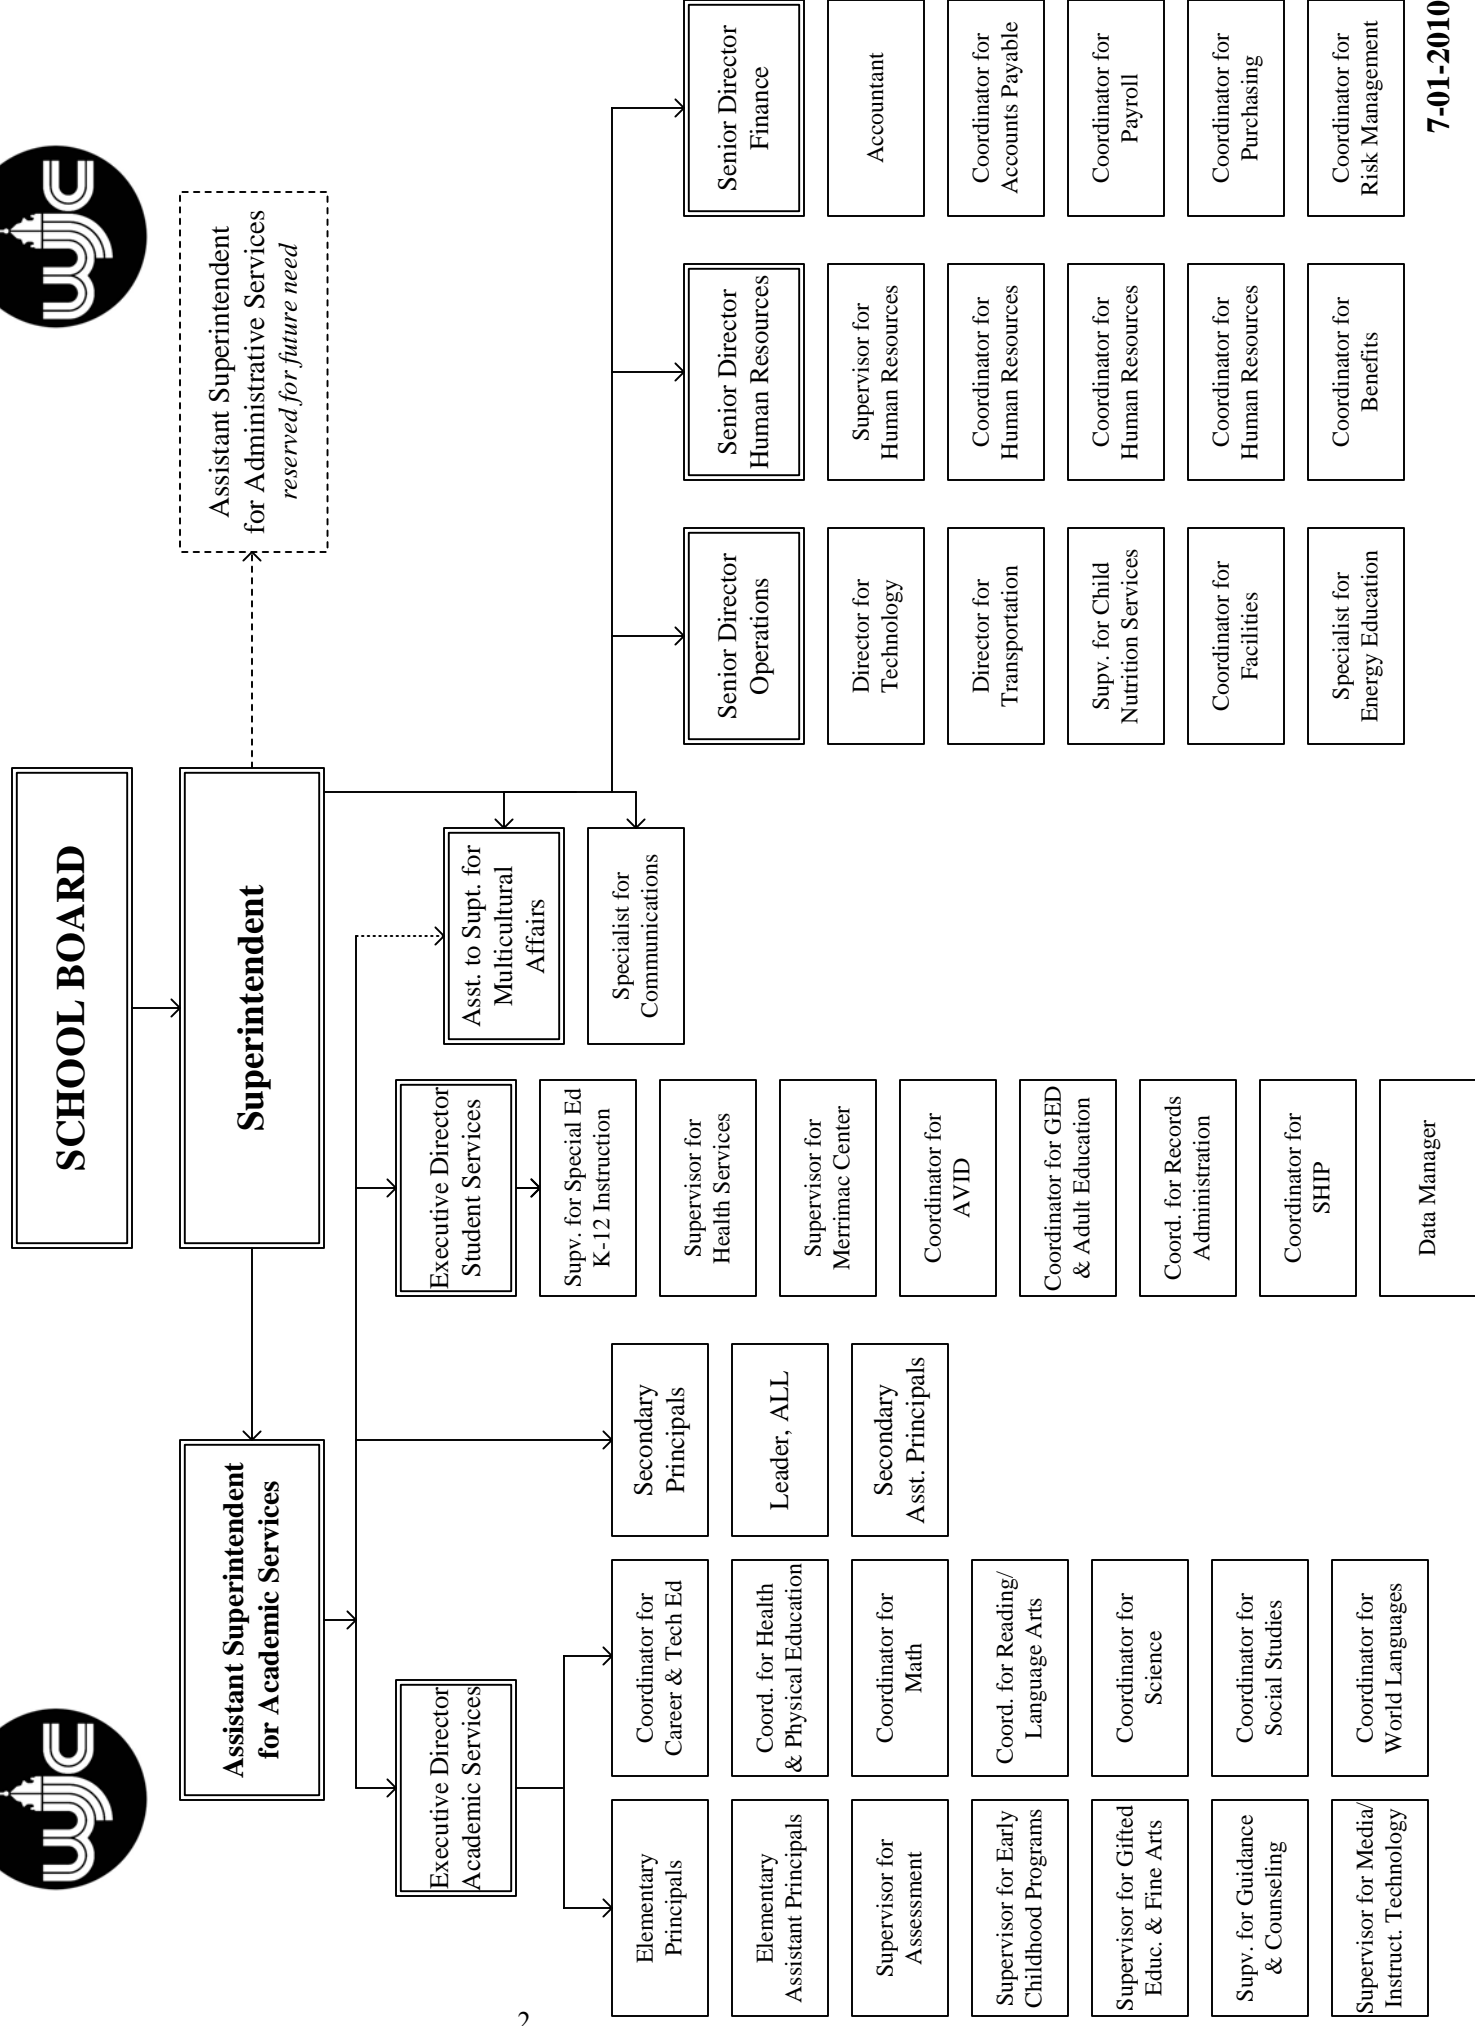 SCHOOL BOARD
Superintendent
Assistant Superintendent
for Academic Services
Assistant Superintendent
for Administrative Services
reserved for future need
Executive Director
Academic Services
Elementary
Principals
Elementary
Assistant Principals
Supervisor for
Assessment
Supervisor for Early
Childhood Programs
Supervisor for Gifted
Educ. & Fine Arts
Supv. for Guidance
& Counseling
Supervisor for Media/
Instruct. Technology
Coordinator for
Career & Tech Ed
Coord. for Health
& Physical Education
Coordinator for
Math
Coord. for Reading/
Language Arts
Coordinator for
Science
Coordinator for
Social Studies
Coordinator for
World Languages
Secondary
Principals
Leader, ALL
Secondary
Asst. Principals
Executive Director
Student Services
Supv. for Special Ed
K-12 Instruction
Supervisor for
Health Services
Supervisor for
Merrimac Center
Coordinator for
AVID
Coordinator for GED
& Adult Education
Coord. for Records
Administration
Coordinator for
SHIP
Data Manager
Asst. to Supt. for
Multicultural
Affairs
Specialist for
Communications
Senior Director
Operations
Director for
Technology
Director for
Transportation
Supv. for Child
Nutrition Services
Coordinator for
Facilities
Specialist for
Energy Education
Senior Director
Human Resources
Supervisor for
Human Resources
Coordinator for
Human Resources
Coordinator for
Human Resources
Coordinator for
Human Resources
Coordinator for
Benefits
Senior Director
Finance
Accountant
Coordinator for
Accounts Payable
Coordinator for
Payroll
Coordinator for
Purchasing
Coordinator for
Risk Management
7-01-2010
2
wjc
wjc